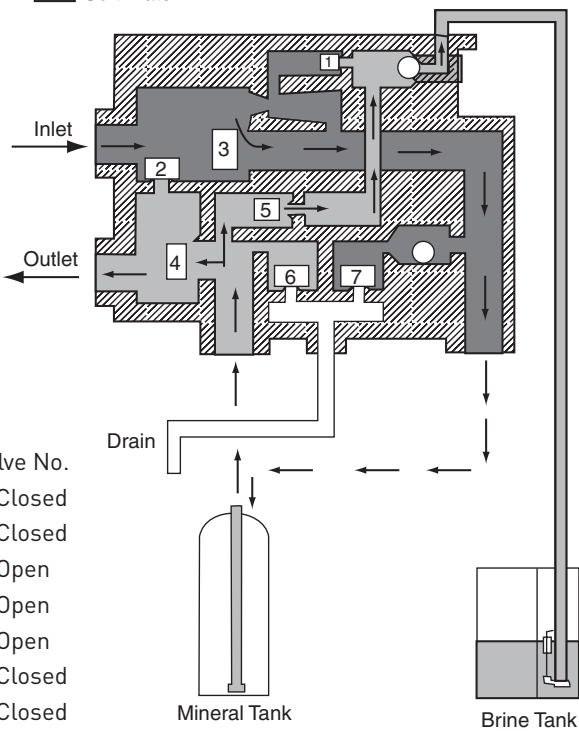 1
Inlet
3
2
5
Outlet
4
6
7
Drain
lve No.
Closed
Closed
Open
Open
Open
Closed
Closed
Mineral Tank
Brine Tank